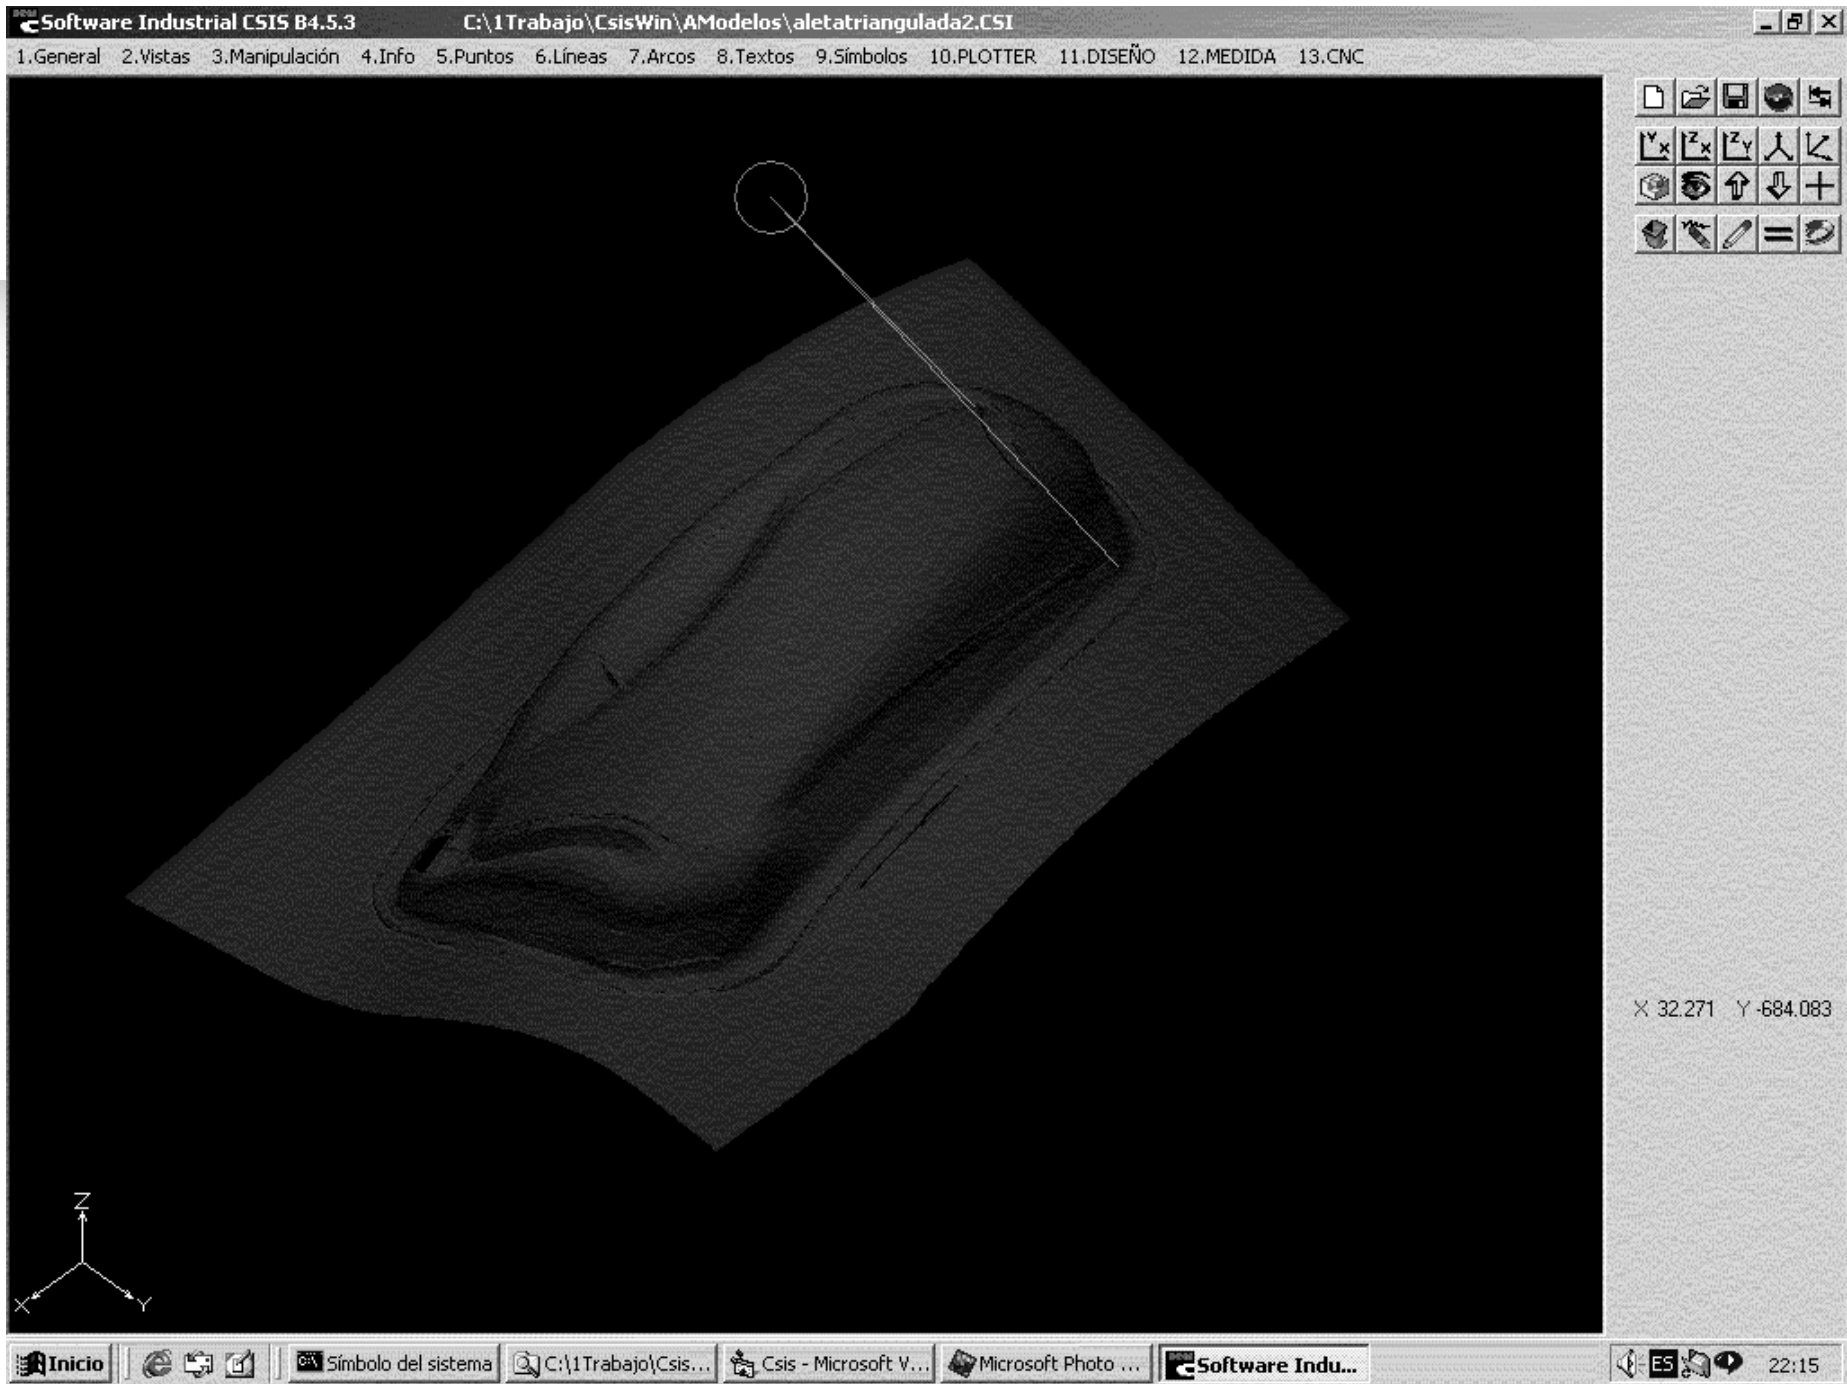 Software Industrial CSIS B4.5.3 C:\1Trabajo\CsisWin\AModelos\aletatriangulada2.CSI
1.General 2.Vistas 3.Manipulación 4.Info 5.Puntos 6.Líneas 7.Arcos 8.Textos 9.Símbolos 10.PLOTTER 11.DISEÑO 12.MEDIDA 13.CNC
Y X Z X Z Y
X 32.271 Y -684.083
Z
X Y
Inicio Símbolo del sistema C:\1Trabajo\Csis... Csis - Microsoft V... Microsoft Photo ... Software Indu... ES 22:15